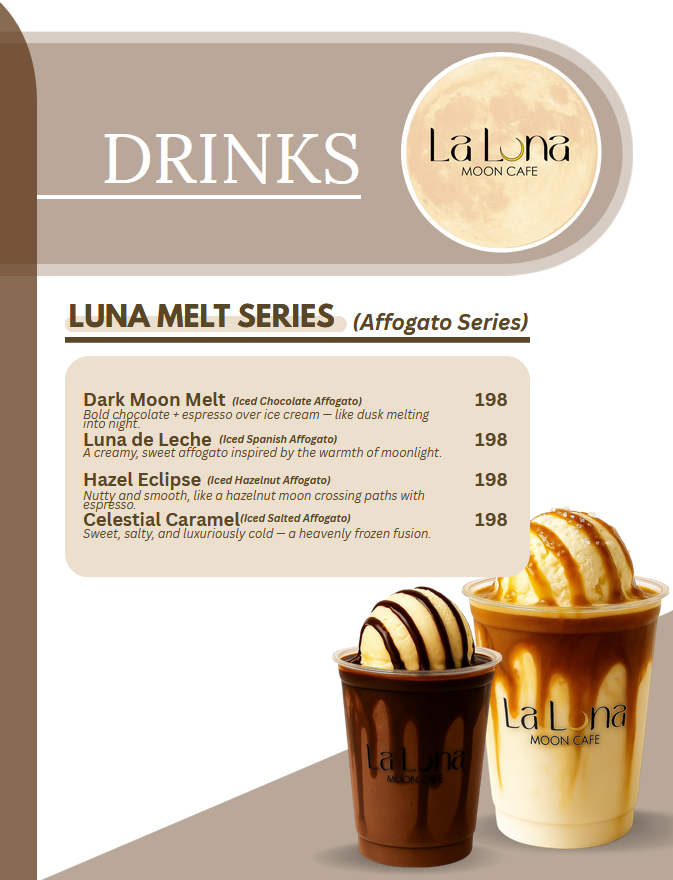 DRINKS
La Luna
MOON CAFE
LUNA MELT SERIES (Affogato Series)
Dark Moon Melt (Iced Chocolate Affogato) 198
Bold chocolate + espresso over ice cream — like dusk melting
into night.
Luna de Leche (Iced Spanish Affogato) 198
A creamy, sweet affogato inspired by the warmth of moonlight.
Hazel Eclipse (Iced Hazelnut Affogato) 198
Nutty and smooth, like a hazelnut moon crossing paths with
espresso.
Celestial Caramel (Iced Salted Affogato) 198
Sweet, salty, and luxuriously cold — a heavenly frozen fusion.
La Luna
MOON CAFE
La Luna
MOON CAFE